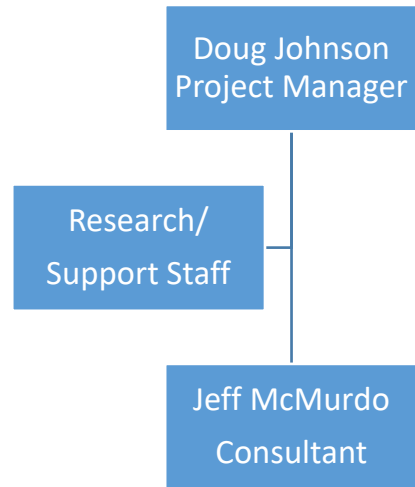 Doug Johnson
Project Manager
Research/
Support Staff
Jeff McMurdo
Consultant